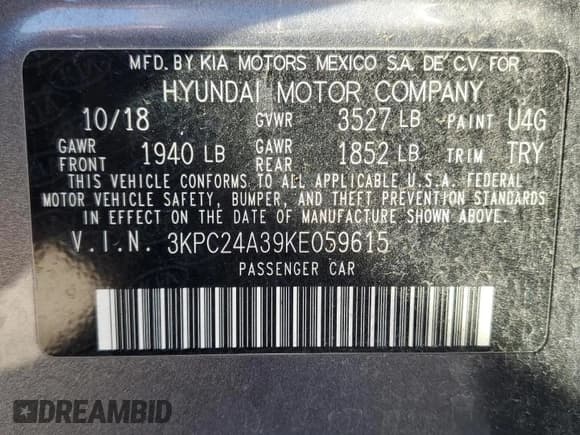 MFD. BY KIA MOTORS MEXICO S.A. DE C.V. FOR
HYUNDAI MOTOR COMPANY
10/18 GVWR 3527 LB PAINT U4G
GAWR FRONT 1940 LB GAWR REAR 1852 LB TRIM TRY
THIS VEHICLE CONFORMS TO ALL APPLICABLE U.S.A. FEDERAL
MOTOR VEHICLE SAFETY, BUMPER, AND THEFT PREVENTION STANDARDS
IN EFFECT ON THE DATE OF MANUFACTURE SHOWN ABOVE.
V.I.N. 3KPC24A39KE059615
PASSENGER CAR
DREAMBID